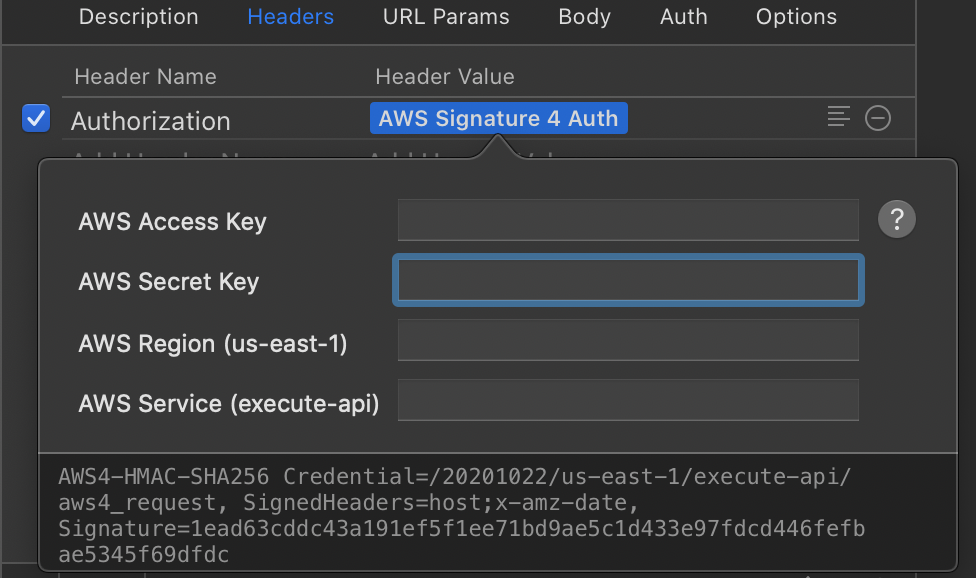 Description Headers URL Params Body Auth Options
Header Name Header Value
Authorization AWS Signature 4 Auth
AWS Access Key ?
AWS Secret Key
AWS Region (us-east-1)
AWS Service (execute-api)
AWS4-HMAC-SHA256 Credential=/20201022/us-east-1/execute-api/
aws4_request, SignedHeaders=host;x-amz-date,
Signature=1ead63cddc43a191ef5f1ee71bd9ae5c1d433e97fdcd446fefb
ae5345f69dfdc